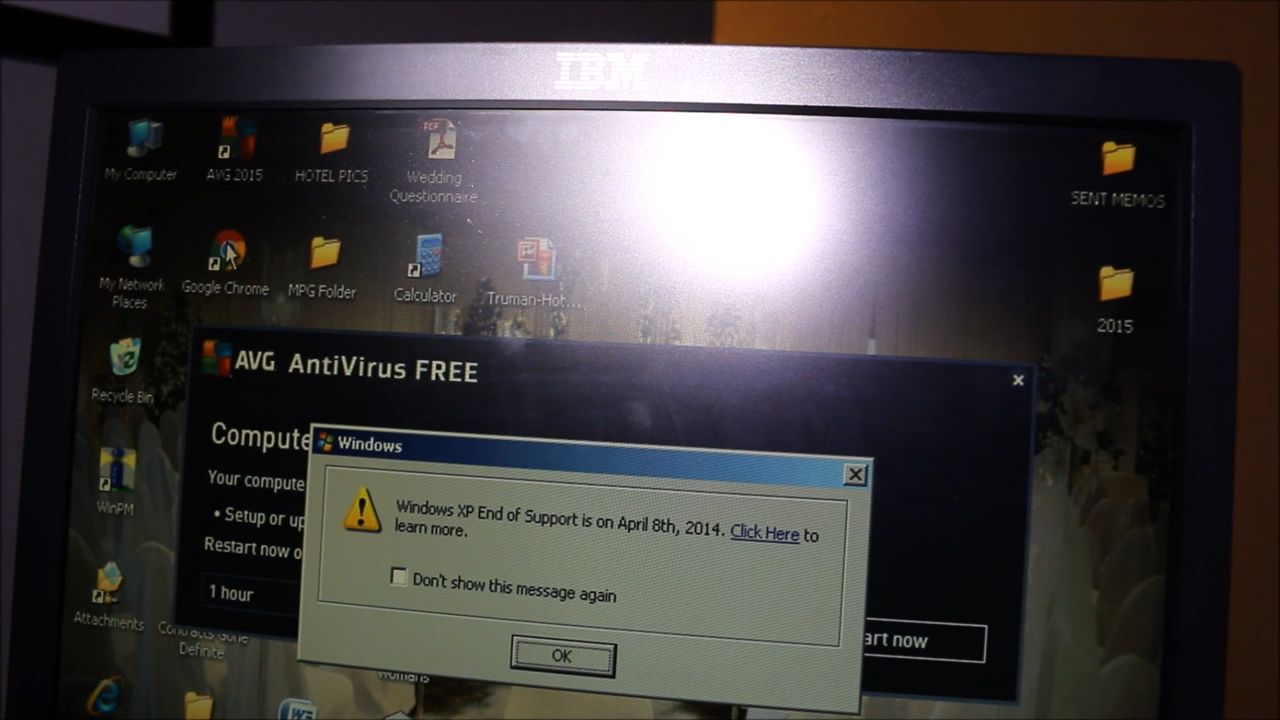 IBM
My Computer
AVG 2015
HOTEL PICS
Wedding
Questionnaire
SENT MEMOS
My Network
Places
Google Chrome
MPG Folder
Calculator
Truman-Hot...
2015
Recycle Bin
WinPM
Attachments
Contracts Gone
Definite
AVG AntiVirus FREE
Compute
Your compute
• Setup or up
Restart now o
1 hour
art now
Windows
Windows XP End of Support is on April 8th, 2014. Click Here to
learn more.
Don't show this message again
OK